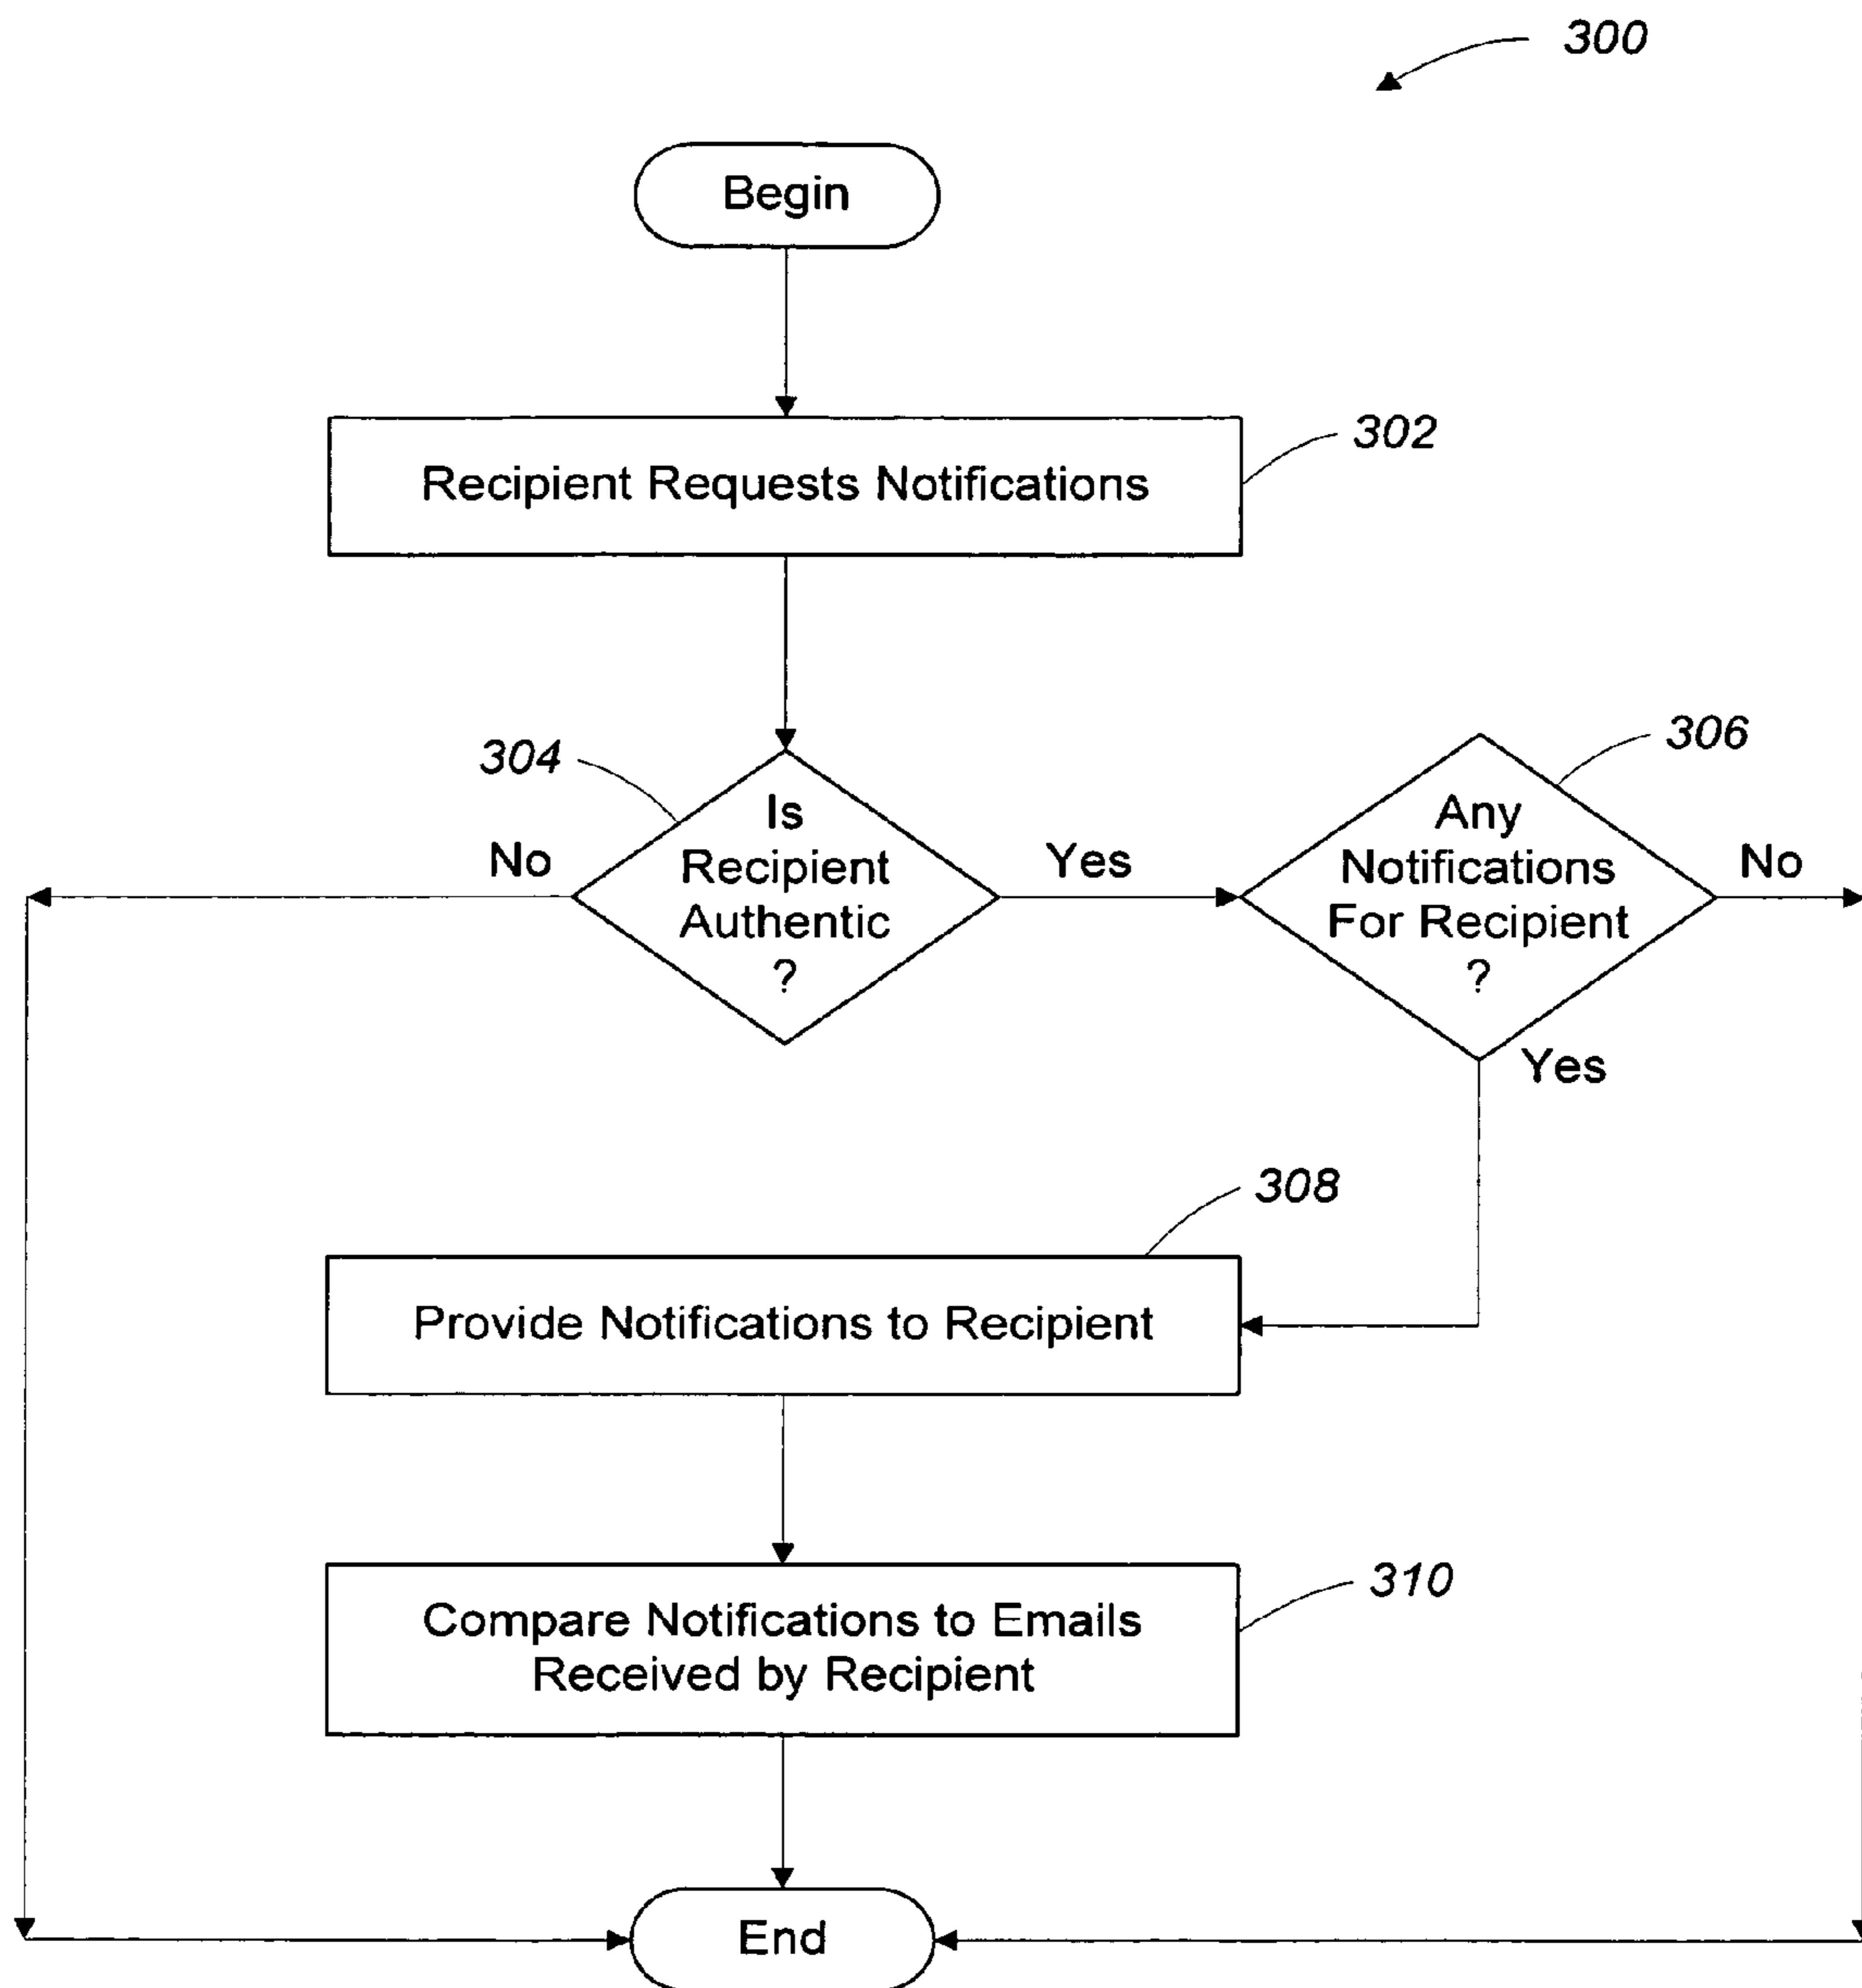 300
Begin
302
Recipient Requests Notifications
304
306
Is
Recipient
Authentic
?
No
Yes
Any
Notifications
For Recipient
?
No
Yes
308
Provide Notifications to Recipient
310
Compare Notifications to Emails
Received by Recipient
End